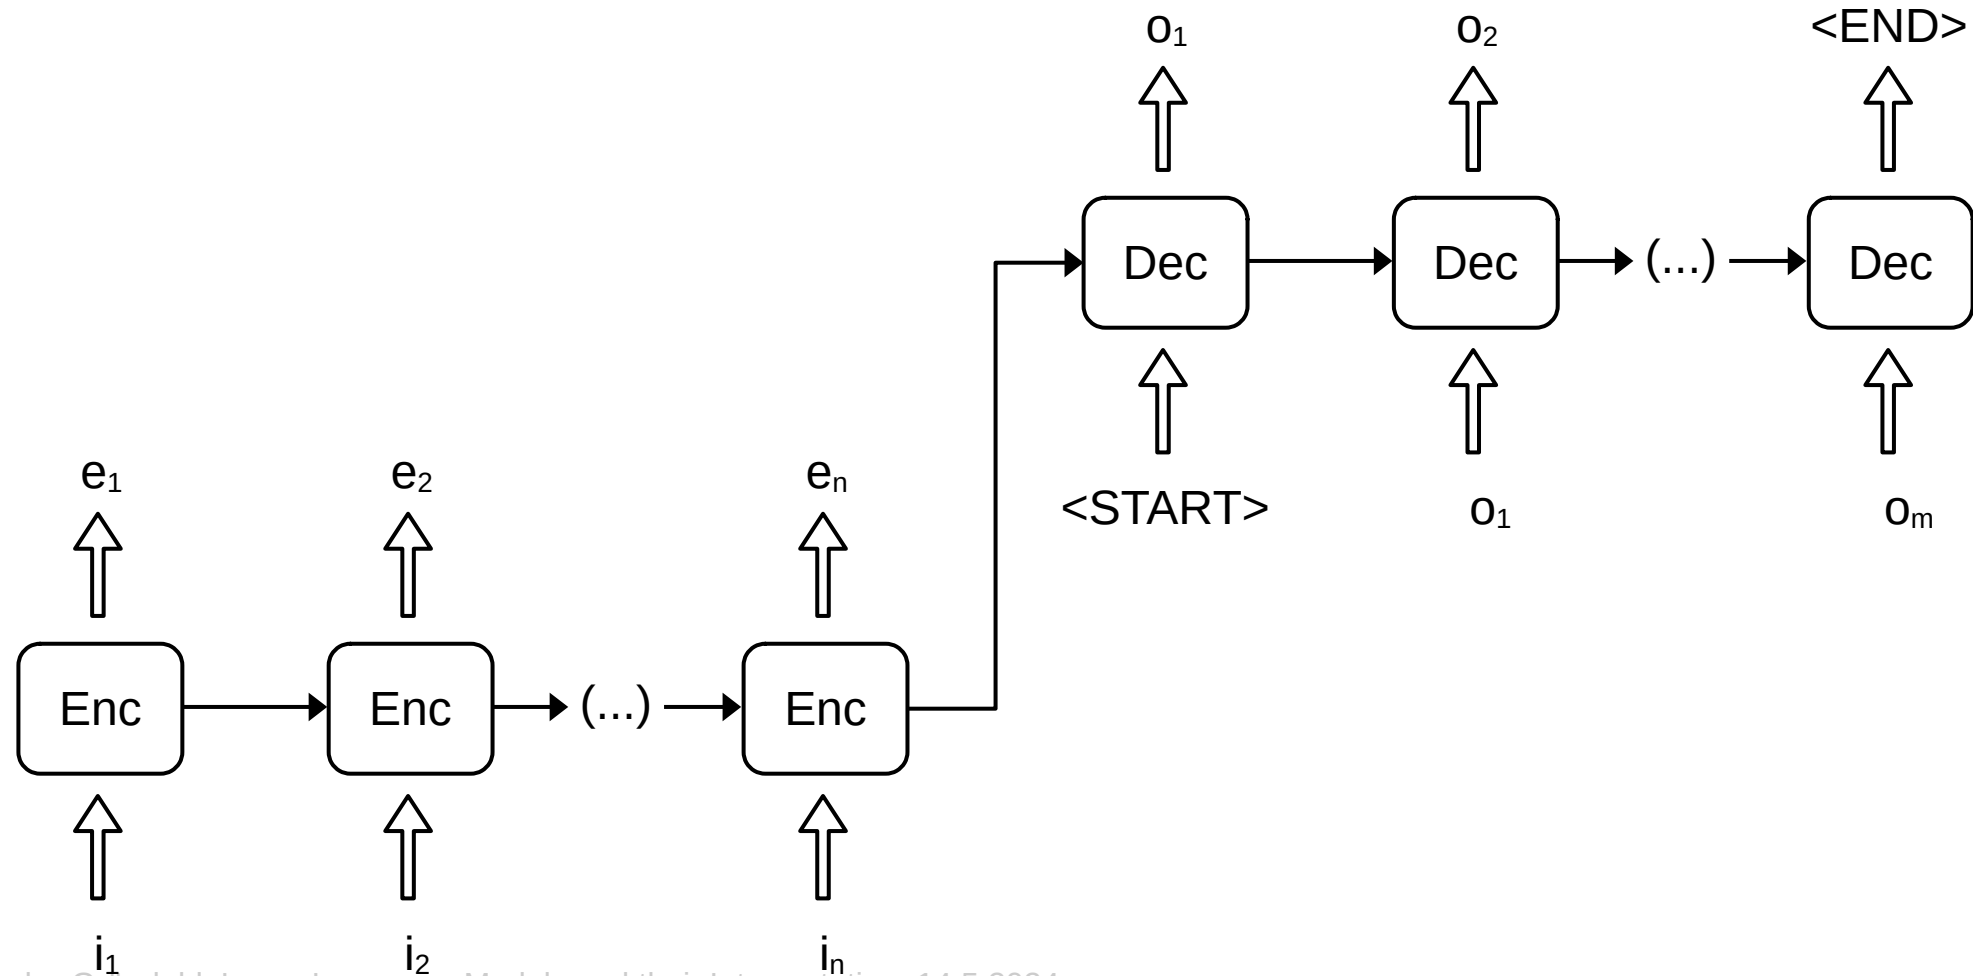 o1 o2 <END>
Dec Dec (...) Dec
e1 e2 en
<START> o1 om
Enc Enc (...) Enc
i1 i2 in